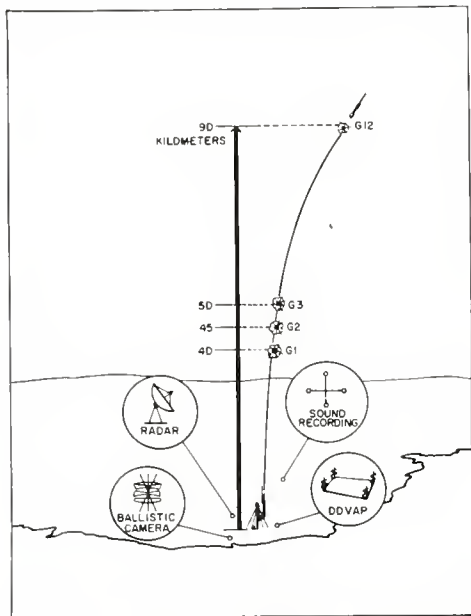 90
KILOMETERS
G12
50
G3
45
G2
40
G1
RADAR
SOUND
RECORDING
BALLISTIC
CAMERA
DOVAP